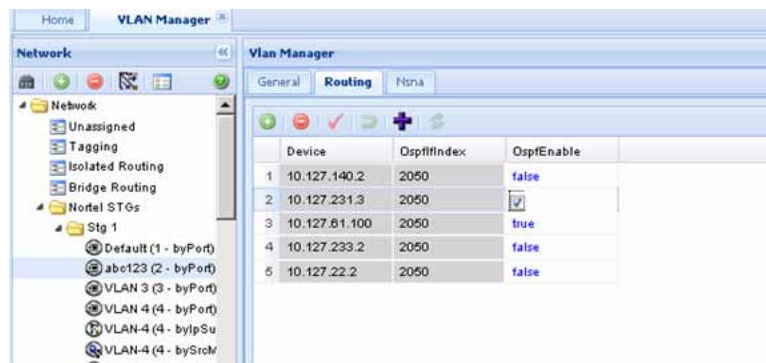 Home
VLAN Manager
Network
Vlan Manager
General
Routing
Nsna
Network
Unassigned
Tagging
Isolated Routing
Bridge Routing
Nortel STGs
Stg 1
Default (1 - byPort)
abc123 (2 - byPort)
VLAN 3 (3 - byPort)
VLAN 4 (4 - byPort)
VLAN-4 (4 - byIpSu
VLAN-4 (4 - bySrcM
Device OspfIfIndex OspfEnable
1 10.127.140.2 2050 false
2 10.127.231.3 2050
3 10.127.61.100 2050 true
4 10.127.233.2 2050 false
5 10.127.22.2 2050 false